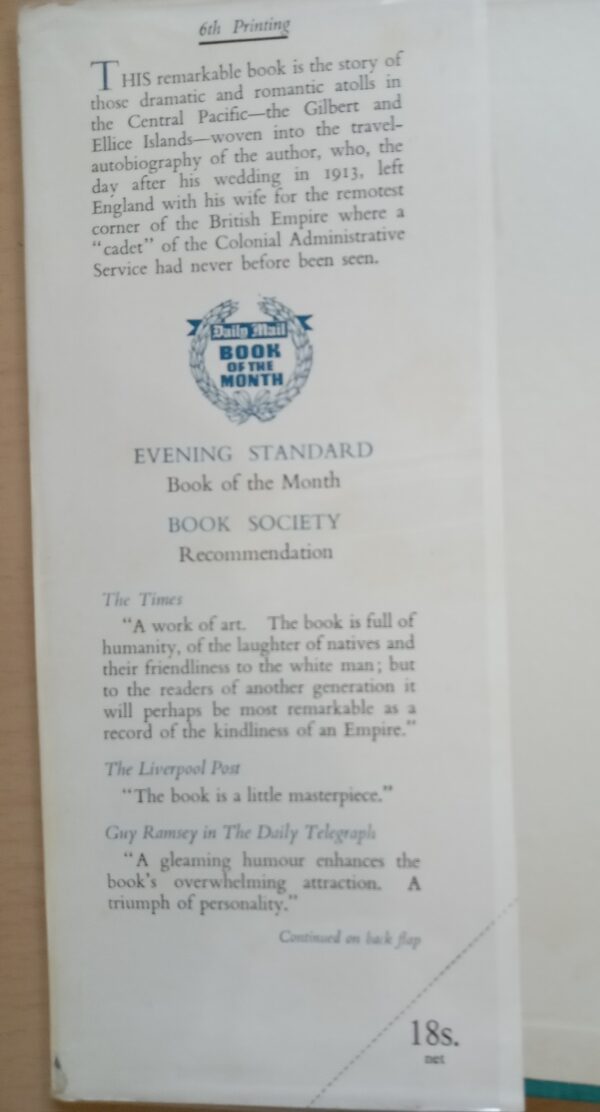 6th Printing
THIS remarkable book is the story of
those dramatic and romantic atolls in
the Central Pacific—the Gilbert and
Ellice Islands—woven into the travel-
autobiography of the author, who, the
day after his wedding in 1913, left
England with his wife for the remotest
corner of the British Empire where a
“cadet” of the Colonial Administrative
Service had never before been seen.
Daily Mail
BOOK
OF THE
MONTH
EVENING STANDARD
Book of the Month
BOOK SOCIETY
Recommendation
The Times
“A work of art. The book is full of
humanity, of the laughter of natives and
their friendliness to the white man; but
to the readers of another generation it
will perhaps be most remarkable as a
record of the kindliness of an Empire.”
The Liverpool Post
“The book is a little masterpiece.”
Guy Ramsey in The Daily Telegraph
“A gleaming humour enhances the
book’s overwhelming attraction. A
triumph of personality.”
Continued on back flap
18s.
net